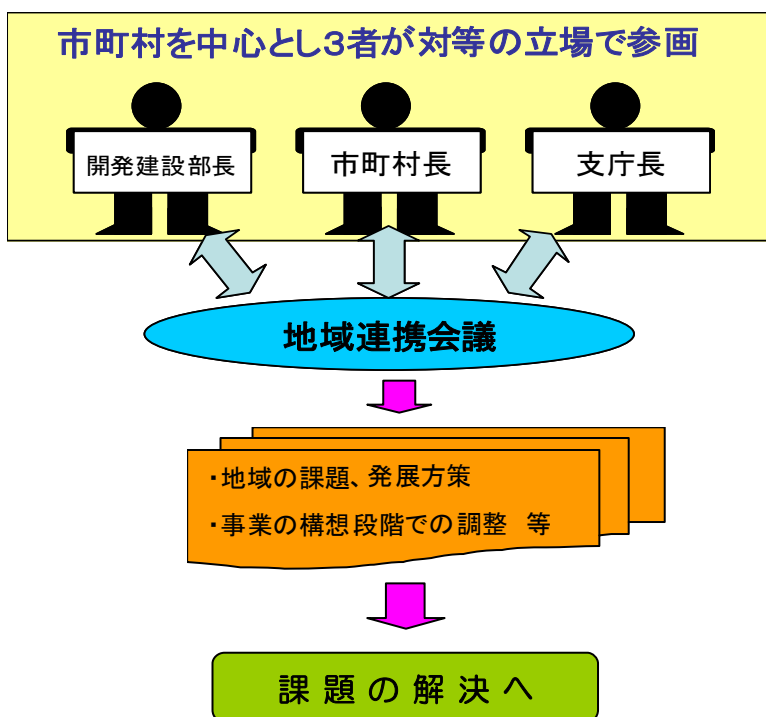 市町村を中心とし３者が対等の立場で参画
開発建設部長
市町村長
支庁長
地域連携会議
・地域の課題、発展方策
・事業の構想段階での調整　等
課題の解決へ